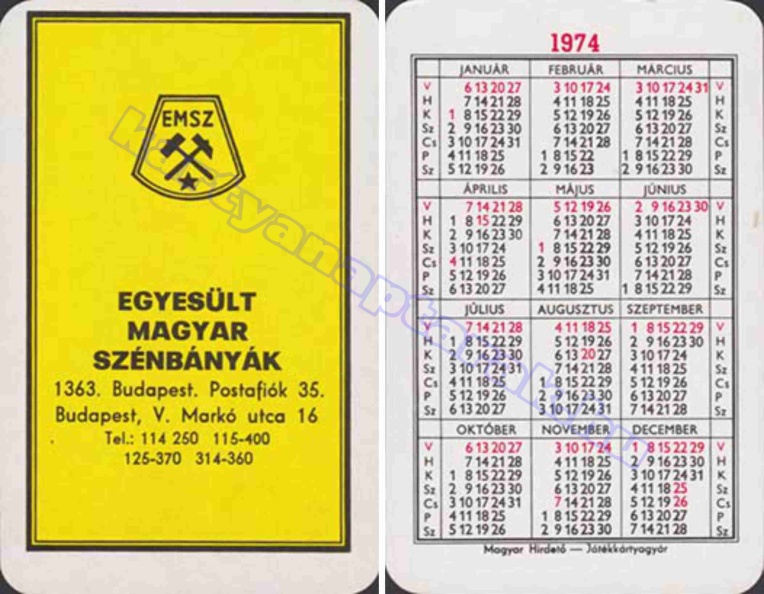 EMSZ
EGYESÜLT
MAGYAR
SZÉNBÁNYÁK
1363. Budapest. Postafiók 35.
Budapest, V. Markó utca 16
Tel.: 114 250 115-400
125-370 314-360
1974
JANUÁR FEBRUÁR MÁRCIUS
V 6 13 20 27 3 10 17 24 3 10 17 24 31 V
H 7 14 21 28 4 11 18 25 4 11 18 25 H
K 1 8 15 22 29 5 12 19 26 5 12 19 26 K
Sz 2 9 16 23 30 6 13 20 27 6 13 20 27 Sz
Cs 3 10 17 24 31 7 14 21 28 7 14 21 28 Cs
P 4 11 18 25 1 8 15 22 1 8 15 22 29 P
Sz 5 12 19 26 2 9 16 23 2 9 16 23 30 Sz
ÁPRILIS MÁJUS JÚNIUS
V 7 14 21 28 5 12 19 26 2 9 16 23 30 V
H 1 8 15 22 29 6 13 20 27 3 10 17 24 H
K 2 9 16 23 30 7 14 21 28 4 11 18 25 K
Sz 3 10 17 24 1 8 15 22 29 5 12 19 26 Sz
Cs 4 11 18 25 2 9 16 23 30 6 13 20 27 Cs
P 5 12 19 26 3 10 17 24 31 7 14 21 28 P
Sz 6 13 20 27 4 11 18 25 1 8 15 22 29 Sz
JÚLIUS AUGUSZTUS SZEPTEMBER
V 7 14 21 28 4 11 18 25 1 8 15 22 29 V
H 1 8 15 22 29 5 12 19 26 2 9 16 23 30 H
K 2 9 16 23 30 6 13 20 27 3 10 17 24 K
Sz 3 10 17 24 31 7 14 21 28 4 11 18 25 Sz
Cs 4 11 18 25 1 8 15 22 29 5 12 19 26 Cs
P 5 12 19 26 2 9 16 23 30 6 13 20 27 P
Sz 6 13 20 27 3 10 17 24 31 7 14 21 28 Sz
OKTÓBER NOVEMBER DECEMBER
V 6 13 20 27 3 10 17 24 1 8 15 22 29 V
H 7 14 21 28 4 11 18 25 2 9 16 23 30 H
K 1 8 15 22 29 5 12 19 26 3 10 17 24 31 K
Sz 2 9 16 23 30 6 13 20 27 4 11 18 25 Sz
Cs 3 10 17 24 31 7 14 21 28 5 12 19 26 Cs
P 4 11 18 25 1 8 15 22 29 6 13 20 27 P
Sz 5 12 19 26 2 9 16 23 30 7 14 21 28 Sz
Magyar Hirdető — Játékkártyagyár